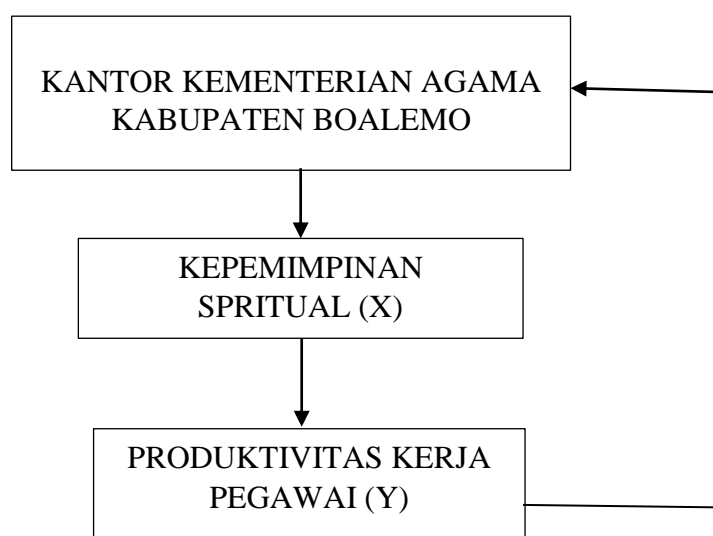 KANTOR KEMENTERIAN AGAMA
KABUPATEN BOALEMO
KEPEMIMPINAN
SPRITUAL (X)
PRODUKTIVITAS KERJA
PEGAWAI (Y)